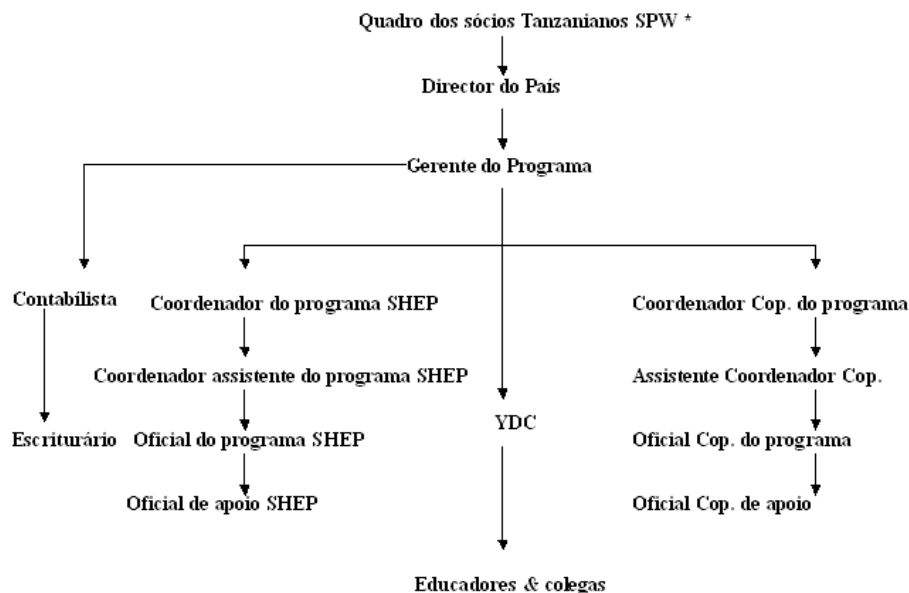 Quadro dos sócios Tanzanianos SPW *
Director do País
Gerente do Programa
Contabilista
Coordenador do programa SHEP
Coordenador Cop. do programa
Coordenador assistente do programa SHEP
Assistente Coordenador Cop.
YDC
Escriturário
Oficial do programa SHEP
Oficial Cop. do programa
Oficial de apoio SHEP
Oficial Cop. de apoio
Educadores & colegas